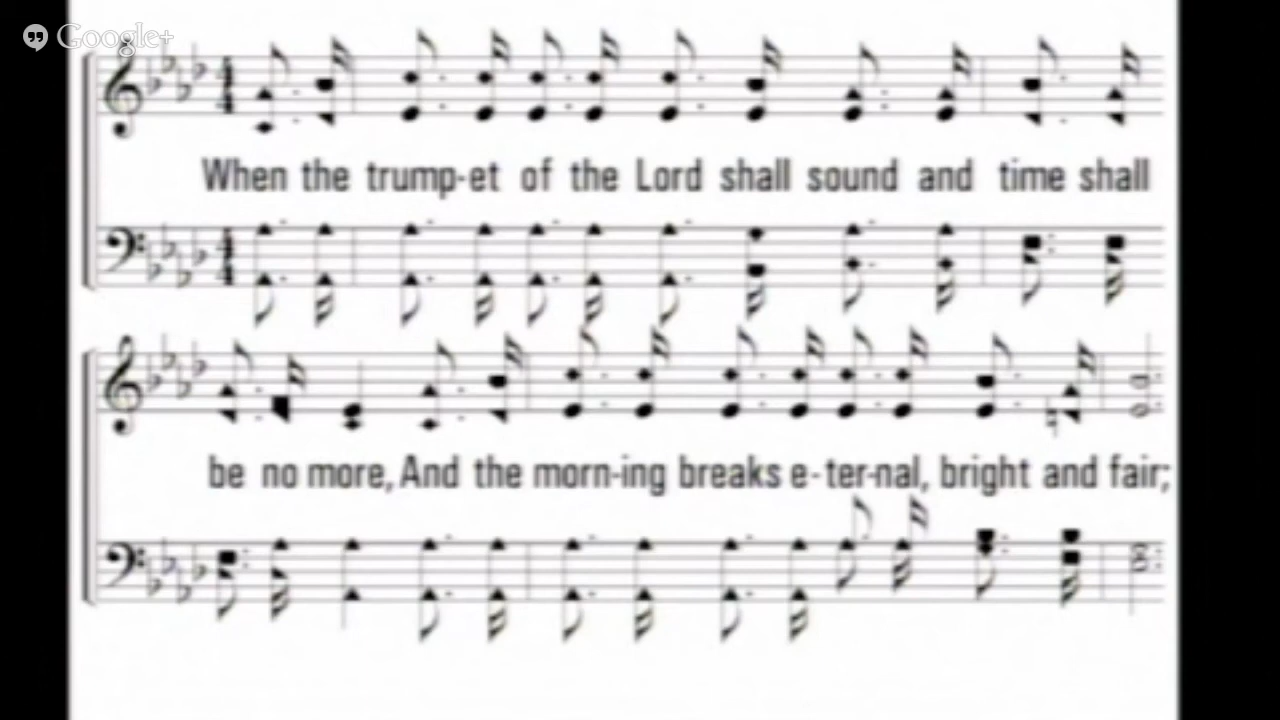 Google+
When the trump-et of the Lord shall sound and time shall
be no more, And the morn-ing breaks e-ter-nal, bright and fair;